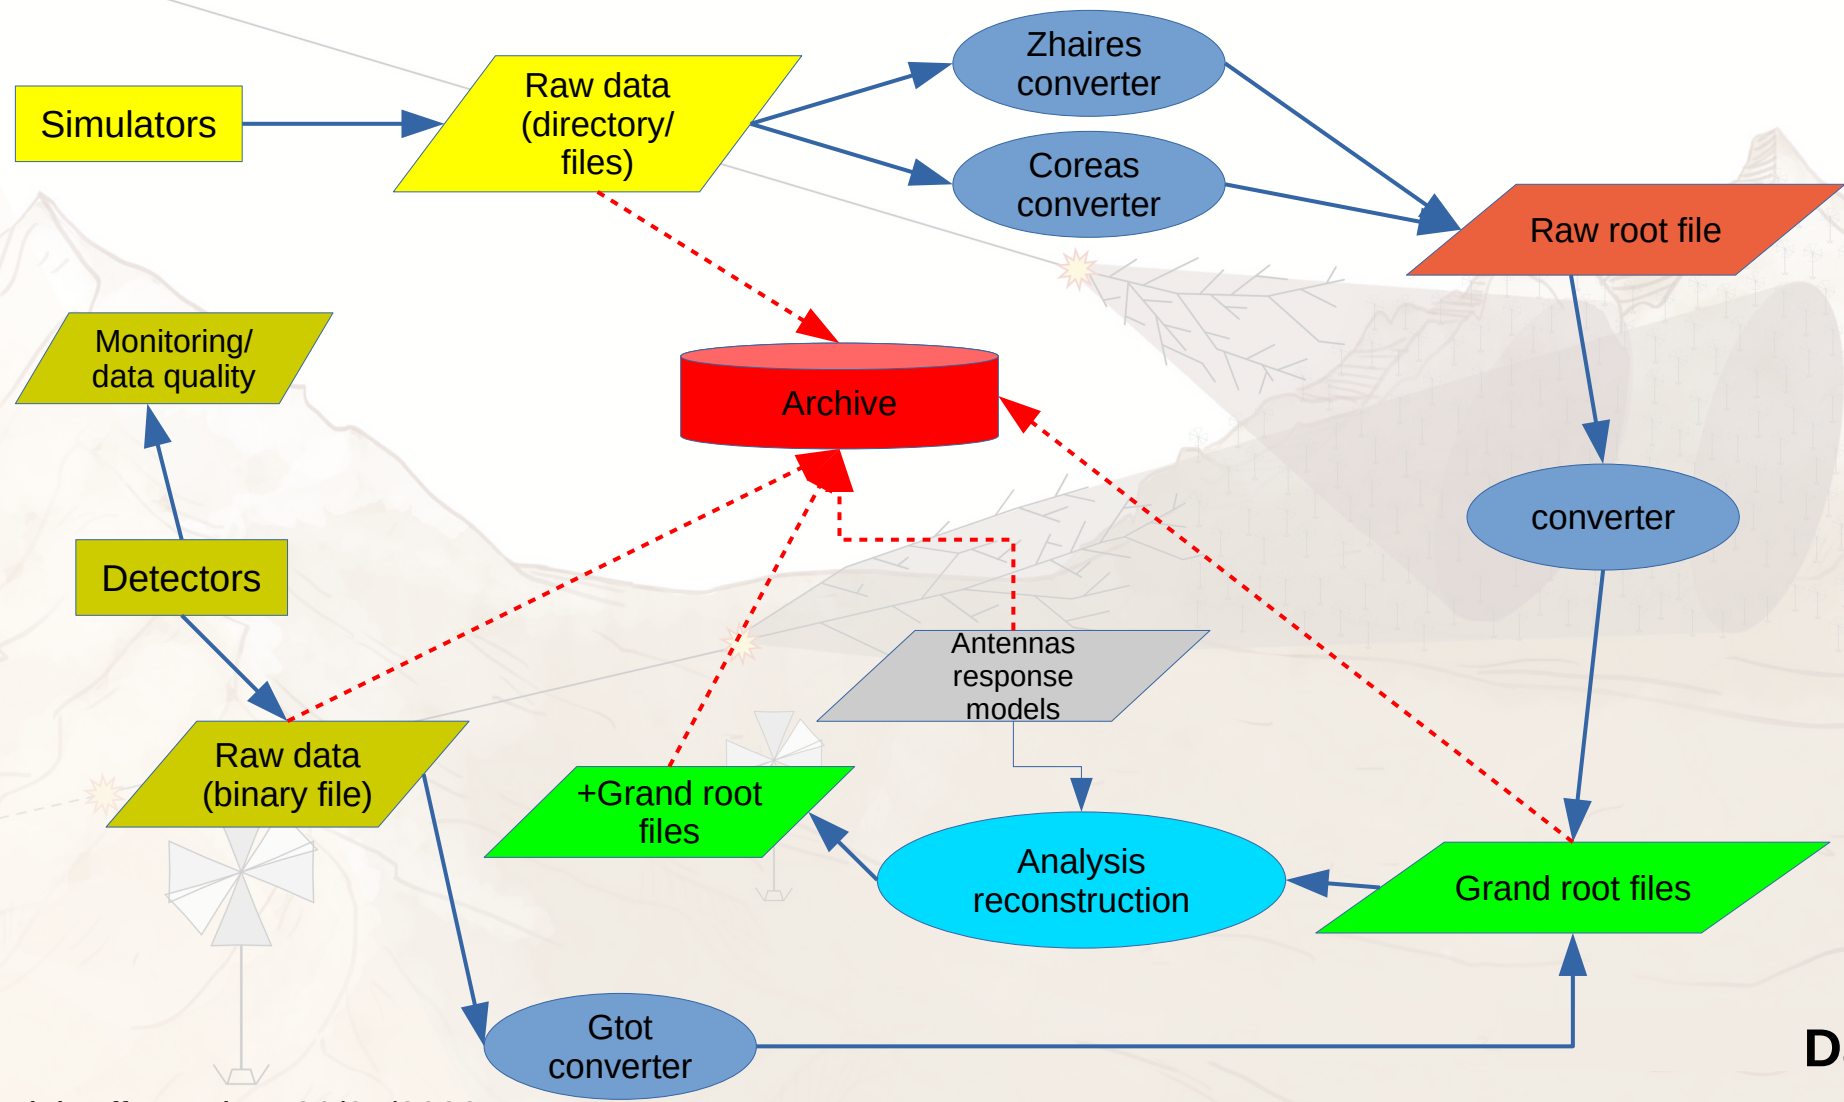 Zhaires
converter
Raw data
(directory/
files)
Simulators
Coreas
converter
Raw root file
Monitoring/
data quality
Archive
converter
Detectors
Antennas
response
models
Raw data
(binary file)
+Grand root
files
Analysis
reconstruction
Grand root files
Gtot
converter